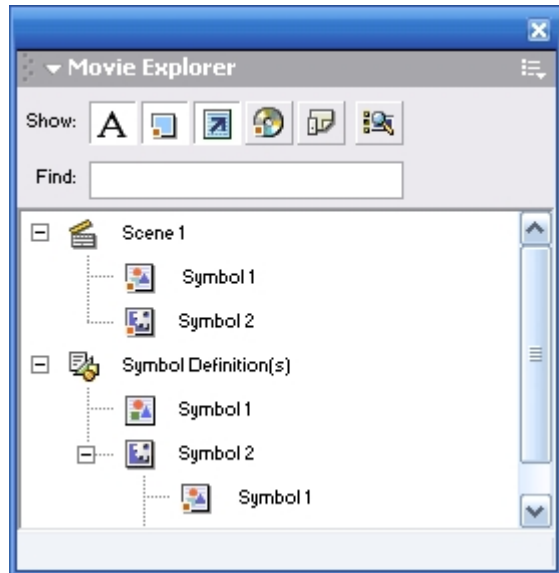 Movie Explorer
Show: A
Find:
Scene 1
Symbol 1
Symbol 2
Symbol Definition(s)
Symbol 1
Symbol 2
Symbol 1